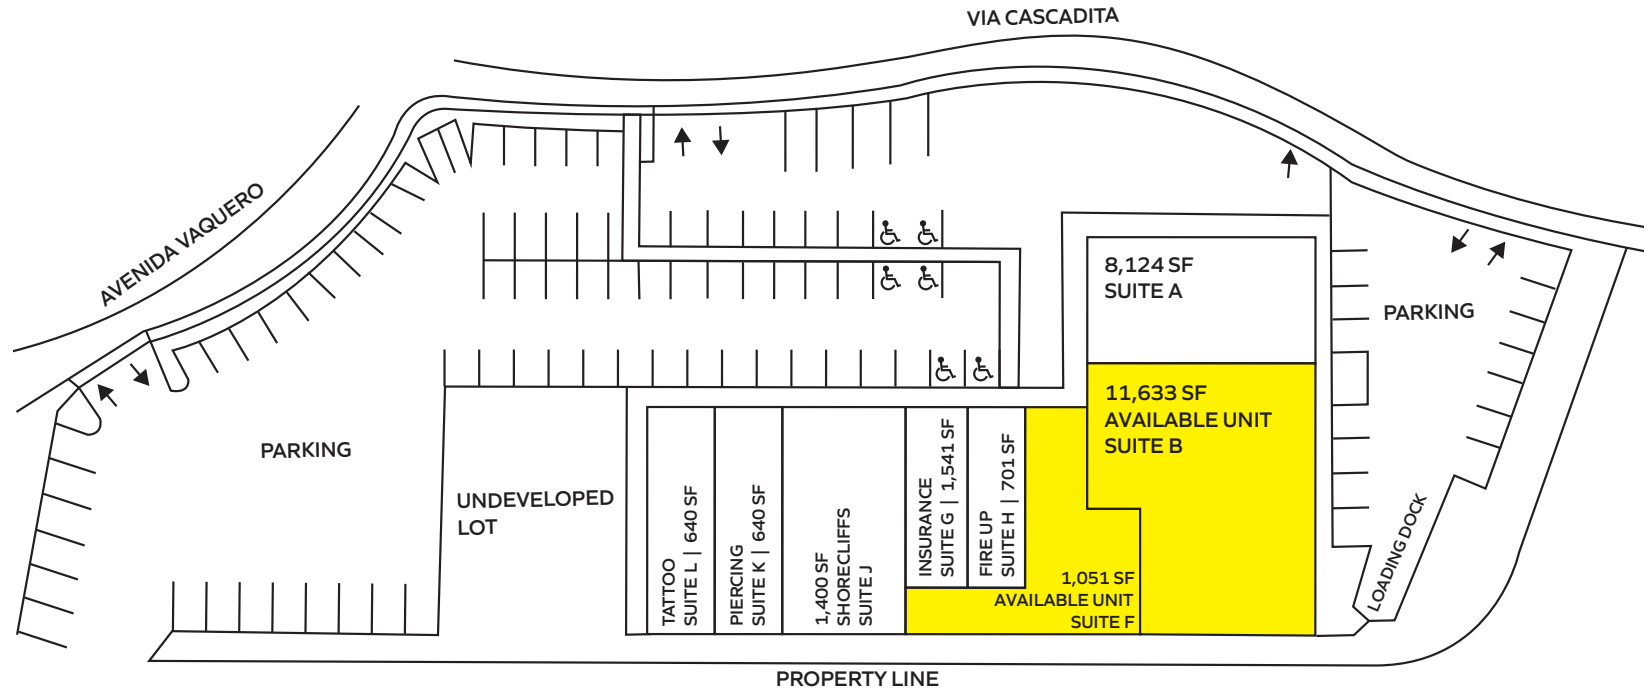 VIA CASCADITA
AVENIDA VAQUERO
8,124 SF
SUITE A
PARKING
11,633 SF
AVAILABLE UNIT
SUITE B
PARKING
UNDEVELOPED
LOT
TATTOO
SUITE L | 640 SF
PIERCING
SUITE K | 640 SF
1,400 SF
SHORECLIFFS
SUITE J
INSURANCE
SUITE G | 1,541 SF
FIRE UP
SUITE H | 701 SF
1,051 SF
AVAILABLE UNIT
SUITE F
LOADING DOCK
PROPERTY LINE